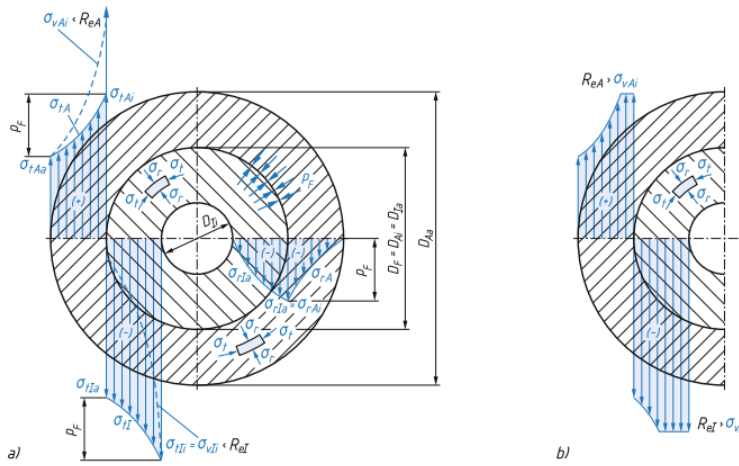 σvAi < ReA
σtAi
σtA
pF
σtAa
(+)
σr
σt
σt
σr
pF
DIi
(−)
(−)
σrIa
σrA
pF
σrIa = σrAi
DF = DAi = DIa
DAa
(−)
σr
σt
σt
σr
σtIa
σtI
pF
σtIi = σvIi < ReI
a)
ReA > σvAi
(+)
σr
σt
σt
σr
(−)
ReI > σv
b)